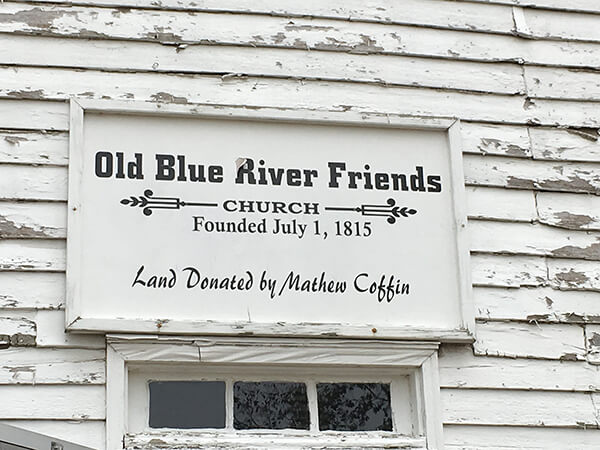 Old Blue River Friends
CHURCH
Founded July 1, 1815
Land Donated by Mathew Coffin